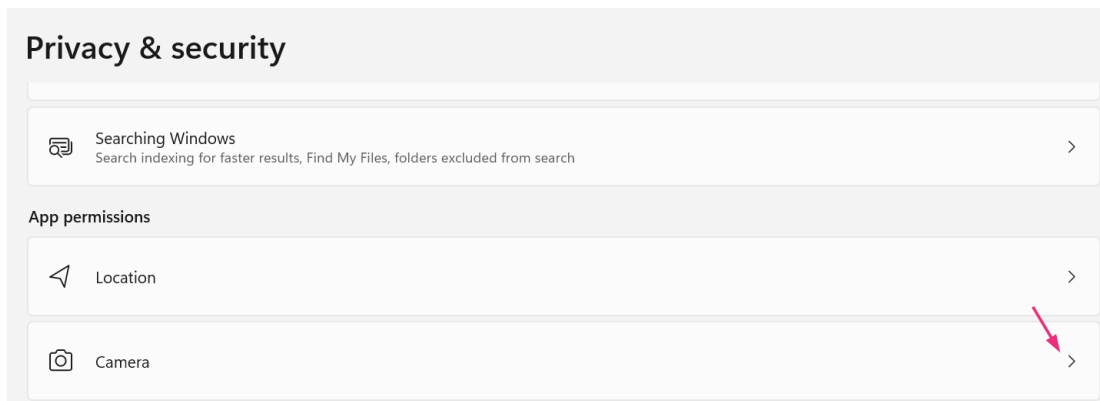 Privacy & security
Searching Windows
Search indexing for faster results, Find My Files, folders excluded from search
App permissions
Location
Camera